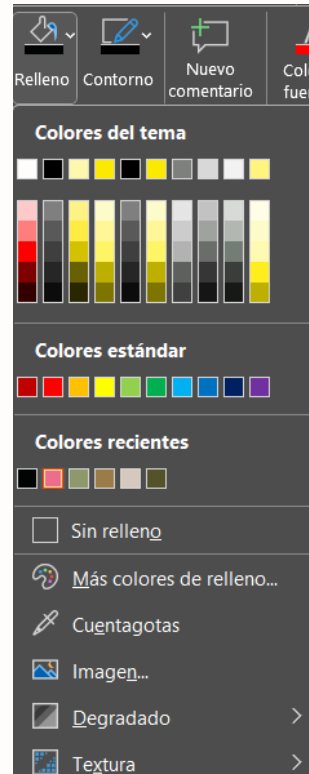 Relleno
Contorno
Nuevo
comentario
Colores del tema
Colores estándar
Colores recientes
Sin relleno
Más colores de relleno...
Cuentagotas
Imagen...
Degradado
Textura